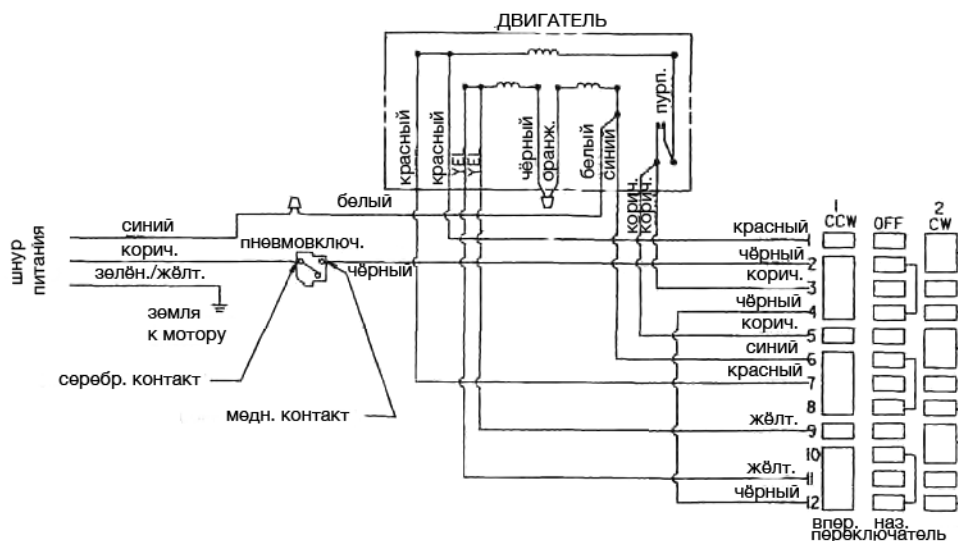 ДВИГАТЕЛЬ
красный
красный
YEL
YEL
чёрный
оранж.
белый
синий
пурп.
корич.
корич.
шнур питания
синий
корич.
зелён./жёлт.
белый
пневмовключ.
чёрный
земля
к мотору
серебр. контакт
медн. контакт
1
CCW
OFF
2
CW
красный 1
чёрный 2
корич. 3
чёрный 4
корич. 5
синий 6
красный 7
8
жёлт. 9
10
жёлт. 11
чёрный 12
впер. наз.
переключатель